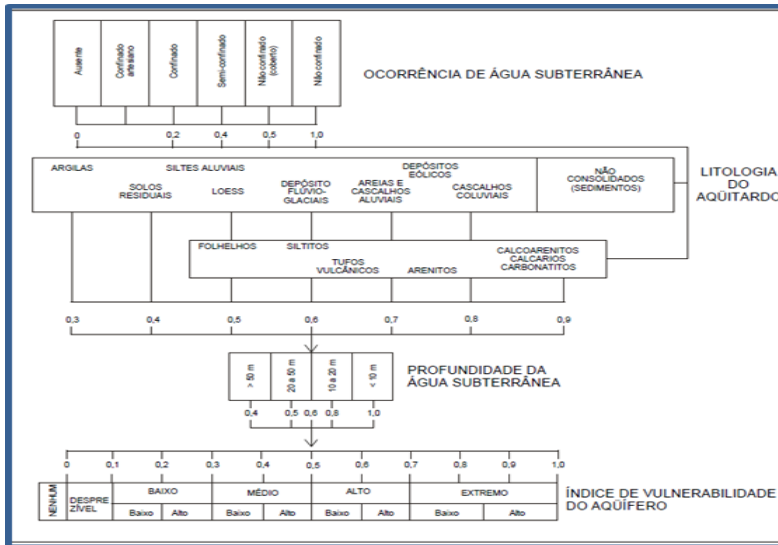 Ausente
Confinado
artesiano
Confinado
Semi-confinado
Não confinado
(coberto)
Não confinado
OCORRÊNCIA DE ÁGUA SUBTERRÂNEA
0
0,2
0,4
0,5
1,0
ARGILAS
SILTES ALUVIAIS
DEPÓSITOS
EÓLICOS
NÃO
CONSOLIDADOS
(SEDIMENTOS)
SOLOS
RESIDUAIS
LOESS
DEPÓSITO
FLÚVIO-
GLACIAIS
AREIAS E
CASCALHOS
ALUVIAIS
CASCALHOS
COLUVIAIS
LITOLOGIA
DO
AQÜITARDO
FOLHELHOS
SILTITOS
TUFOS
VULCÂNICOS
ARENITOS
CALCOARENITOS
CALCARIOS
CARBONATITOS
0,3
0,4
0,5
0,6
0,7
0,8
0,9
> 50 m
20 a 50 m
10 a 20 m
< 10 m
PROFUNDIDADE DA
ÁGUA SUBTERRÂNEA
0,4
0,5
0,6
0,8
1,0
0
0,1
0,2
0,3
0,4
0,5
0,6
0,7
0,8
0,9
1,0
NENHUM
DESPRE
ZÍVEL
BAIXO
MÉDIO
ALTO
EXTREMO
Baixo
Alto
Baixo
Alto
Baixo
Alto
Baixo
Alto
ÍNDICE DE VULNERABILIDADE
DO AQÜÍFERO